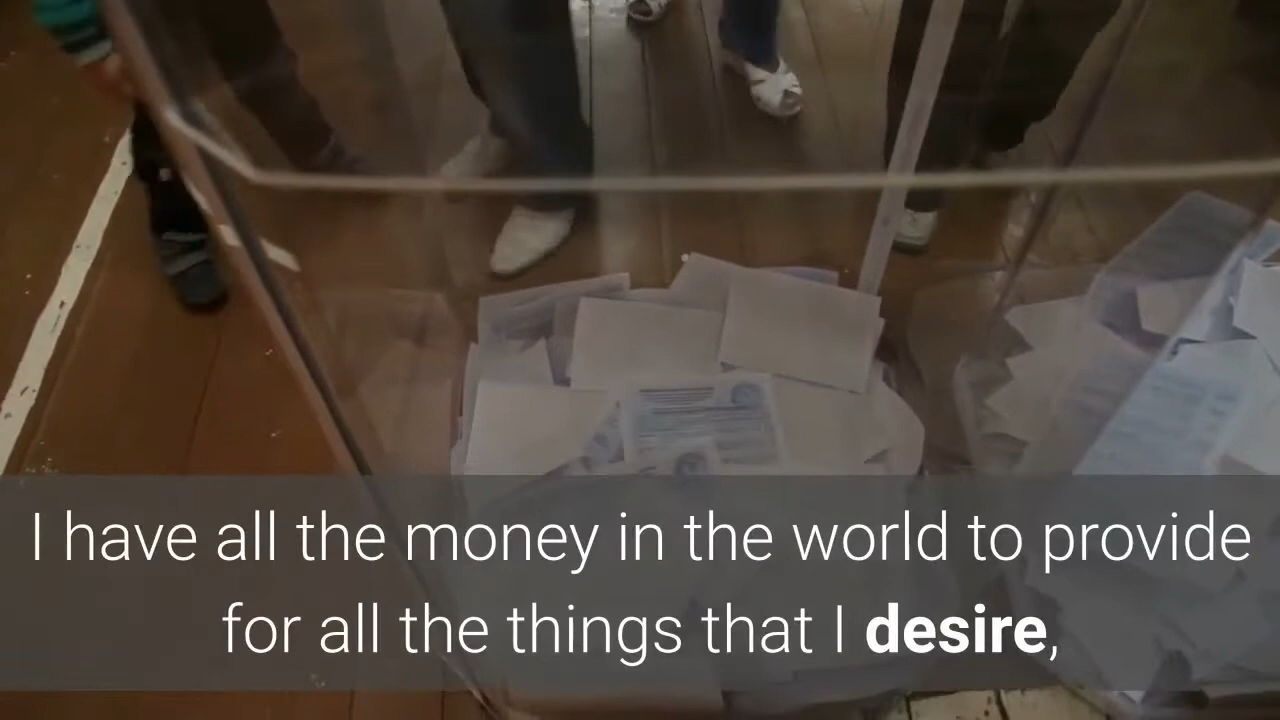 I have all the money in the world to provide
for all the things that I desire,